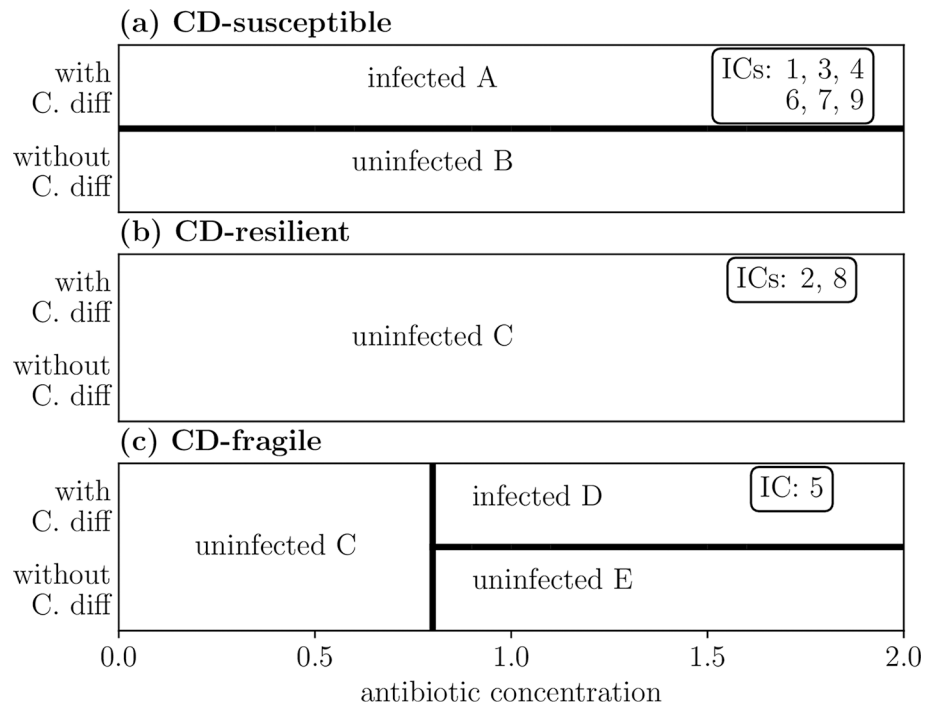 (a) CD-susceptible
with
C. diff
infected A
ICs: 1, 3, 4
6, 7, 9
without
C. diff
uninfected B
(b) CD-resilient
with
C. diff
ICs: 2, 8
uninfected C
without
C. diff
(c) CD-fragile
with
C. diff
infected D
IC: 5
uninfected C
without
C. diff
uninfected E
0.0 0.5 1.0 1.5 2.0
antibiotic concentration